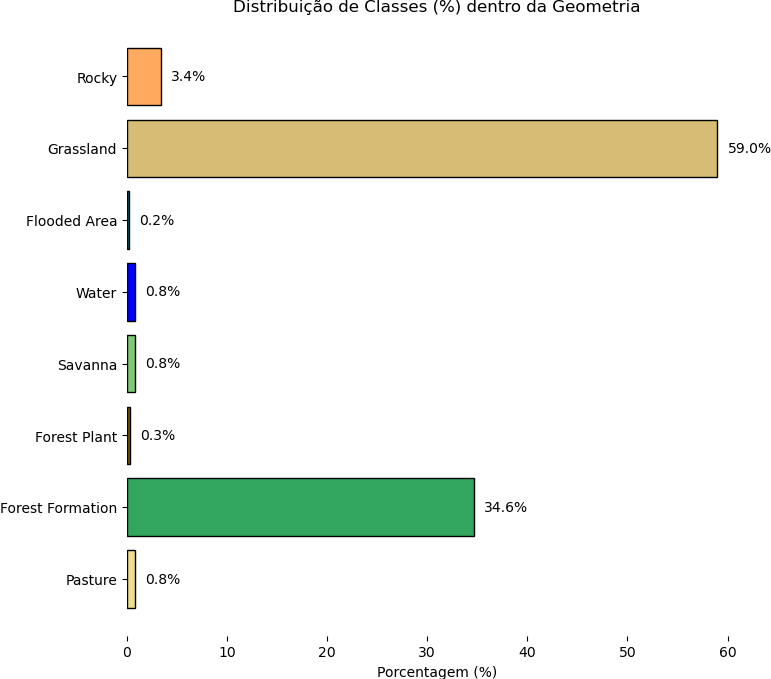 Distribuição de Classes (%) dentro da Geometria
Rocky 3.4%
Grassland 59.0%
Flooded Area 0.2%
Water 0.8%
Savanna 0.8%
Forest Plant 0.3%
Forest Formation 34.6%
Pasture 0.8%
0 10 20 30 40 50 60
Porcentagem (%)